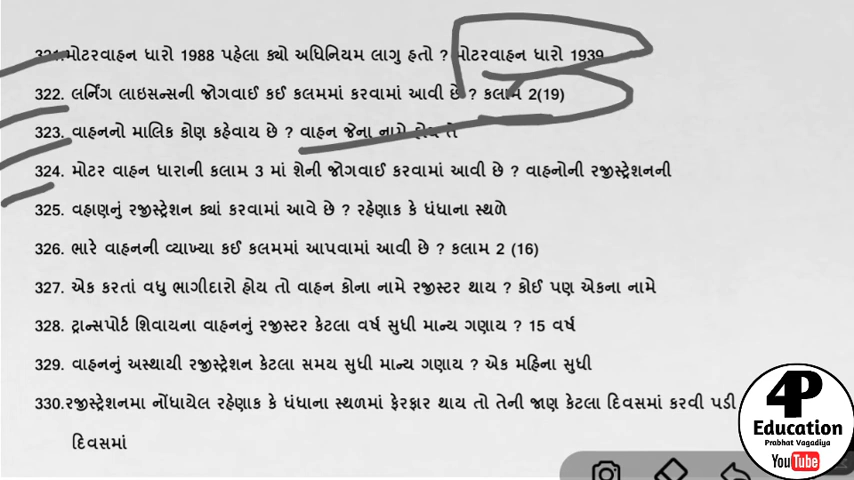 321.મોટરવાહન ધારો 1988 પહેલા ક્યો અધિનિયમ લાગુ હતો ? મોટરવાહન ધારો 1939
322. લર્નિંગ લાઇસન્સની જોગવાઈ કઈ કલમમાં કરવામાં આવી છે ? કલામ 2(19)
323. વાહનનો માલિક કોણ કહેવાય છે ? વાહન જેના નામે હોય તે
324. મોટર વાહન ધારાની કલામ 3 માં શેની જોગવાઈ કરવામાં આવી છે ? વાહનોની રજીસ્ટ્રેશનની
325. વહાણનું રજીસ્ટ્રેશન ક્યાં કરવામાં આવે છે ? રહેણાક કે ધંધાના સ્થળે
326. ભારે વાહનની વ્યાખ્યા કઈ કલમમાં આપવામાં આવી છે ? કલામ 2 (16)
327. એક કરતાં વધુ ભાગીદારો હોય તો વાહન કોના નામે રજીસ્ટર થાય ? કોઈ પણ એકના નામે
328. ટ્રાન્સપોર્ટ શિવાયના વાહનનું રજીસ્ટર કેટલા વર્ષ સુધી માન્ય ગણાય ? 15 વર્ષ
329. વાહનનું અસ્થાયી રજીસ્ટ્રેશન કેટલા સમય સુધી માન્ય ગણાય ? એક મહિના સુધી
330.રજીસ્ટ્રેશનમા નોંધાયેલ રહેણાક કે ધંધાના સ્થળમાં ફેરફાર થાય તો તેની જાણ કેટલા દિવસમાં કરવી પડી
દિવસમાં
4P
Education
Prabhat Vagadiya
YouTube